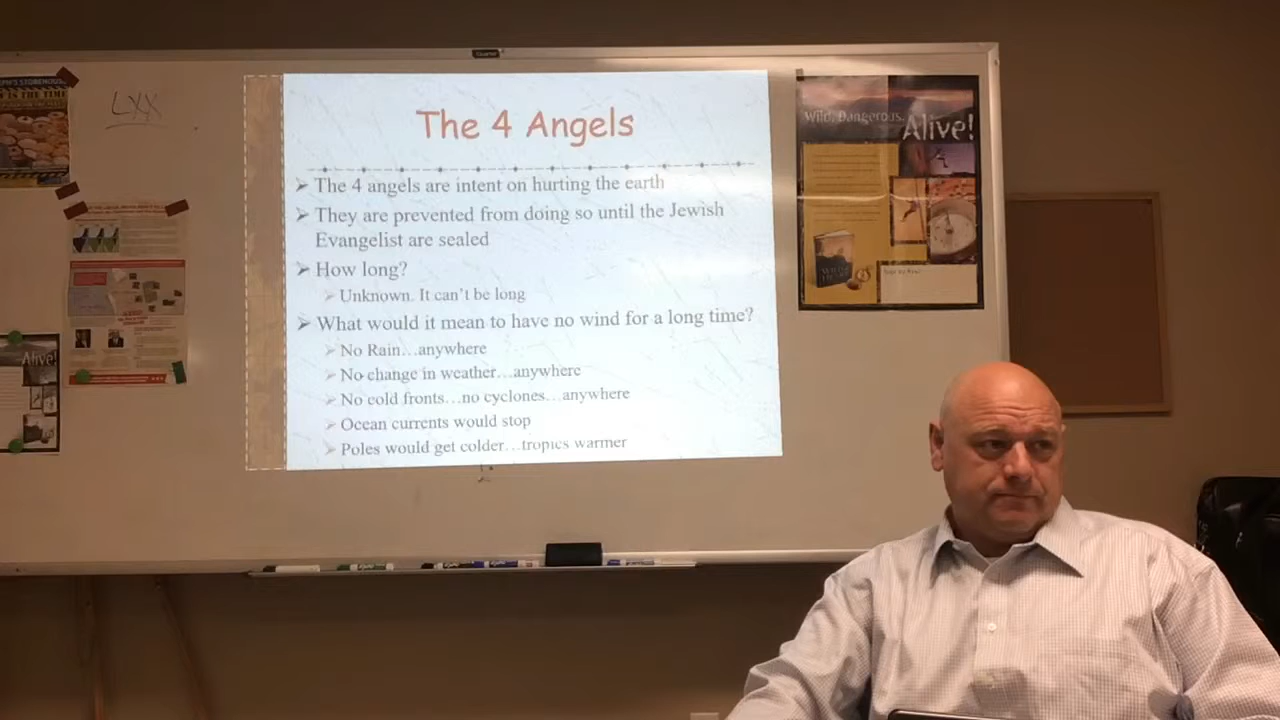 LXX
The 4 Angels
The 4 angels are intent on hurting the earth
They are prevented from doing so until the Jewish
Evangelist are sealed
How long?
Unknown. It can't be long
What would it mean to have no wind for a long time?
No Rain…anywhere
No change in weather…anywhere
No cold fronts…no cyclones…anywhere
Ocean currents would stop
Poles would get colder…tropics warmer
Wild. Dangerous.
Alive!
Alive!